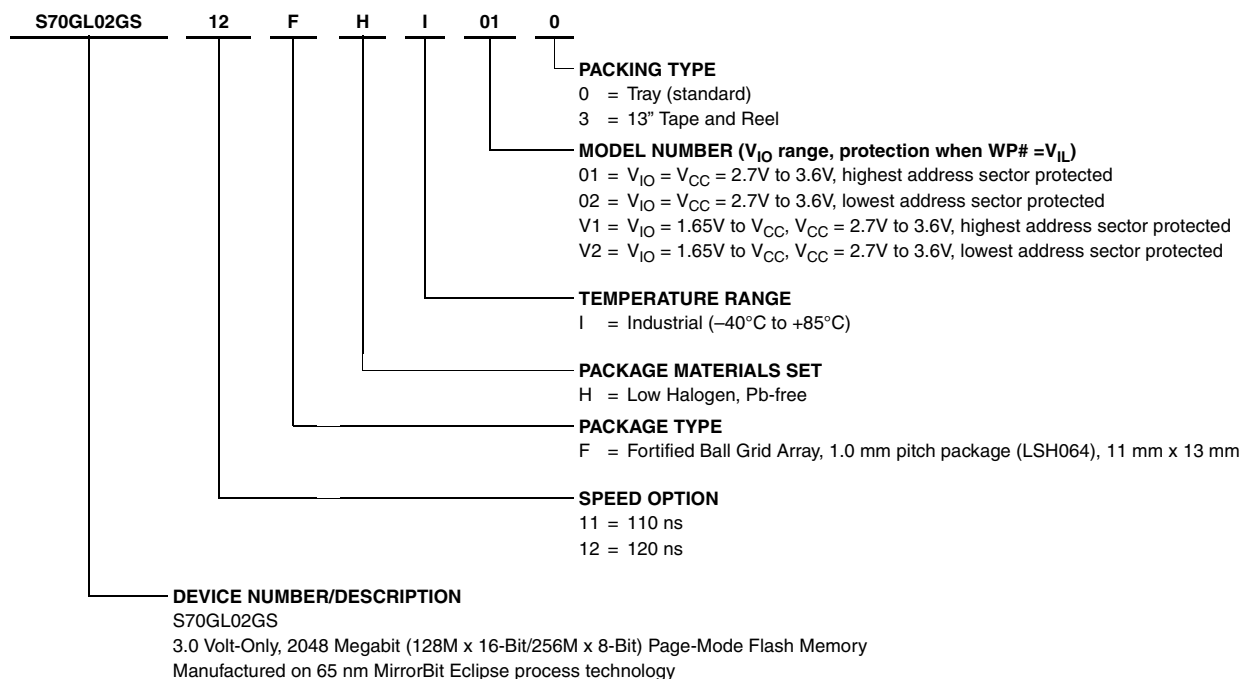 S70GL02GS 12 F H I 01 0
PACKING TYPE
0 = Tray (standard)
3 = 13” Tape and Reel
MODEL NUMBER (VIO range, protection when WP# =VIL)
01 = VIO = VCC = 2.7V to 3.6V, highest address sector protected
02 = VIO = VCC = 2.7V to 3.6V, lowest address sector protected
V1 = VIO = 1.65V to VCC, VCC = 2.7V to 3.6V, highest address sector protected
V2 = VIO = 1.65V to VCC, VCC = 2.7V to 3.6V, lowest address sector protected
TEMPERATURE RANGE
I = Industrial (–40°C to +85°C)
PACKAGE MATERIALS SET
H = Low Halogen, Pb-free
PACKAGE TYPE
F = Fortified Ball Grid Array, 1.0 mm pitch package (LSH064), 11 mm x 13 mm
SPEED OPTION
11 = 110 ns
12 = 120 ns
DEVICE NUMBER/DESCRIPTION
S70GL02GS
3.0 Volt-Only, 2048 Megabit (128M x 16-Bit/256M x 8-Bit) Page-Mode Flash Memory
Manufactured on 65 nm MirrorBit Eclipse process technology